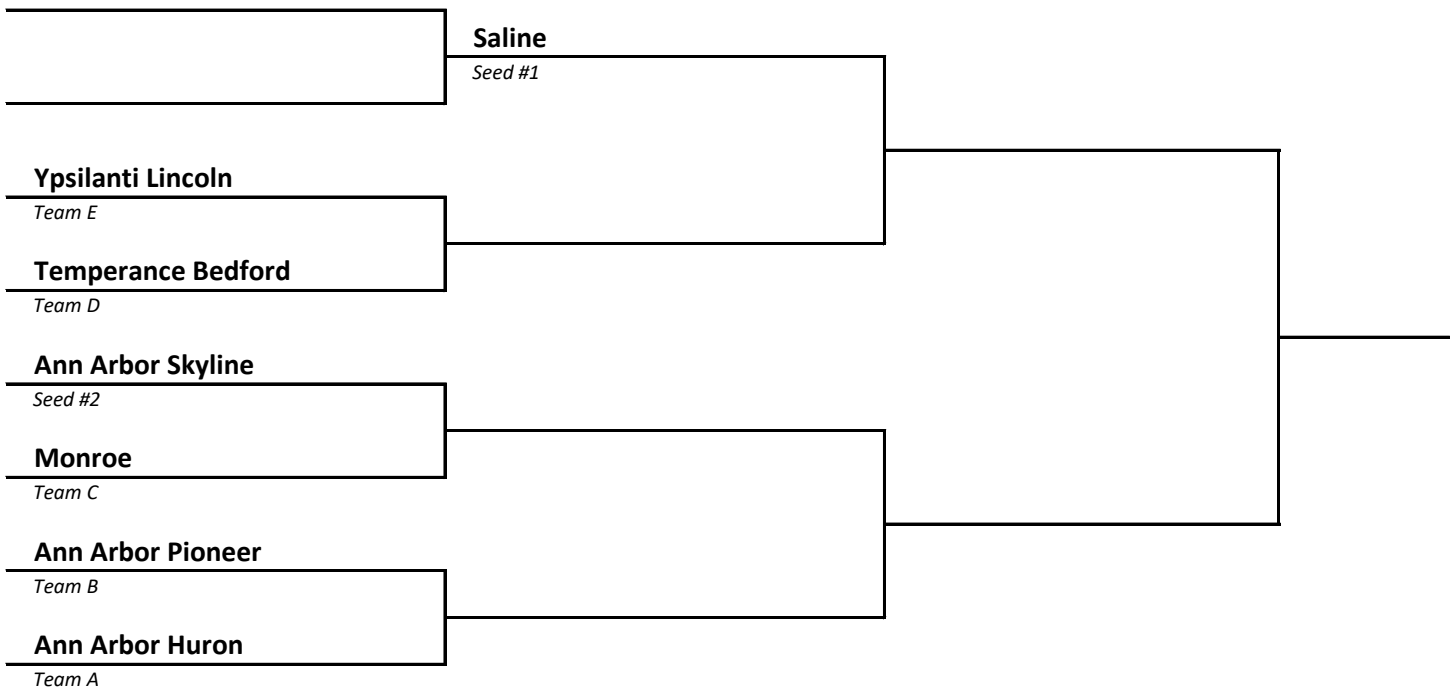 Saline
Seed #1
Ypsilanti Lincoln
Team E
Temperance Bedford
Team D
Ann Arbor Skyline
Seed #2
Monroe
Team C
Ann Arbor Pioneer
Team B
Ann Arbor Huron
Team A